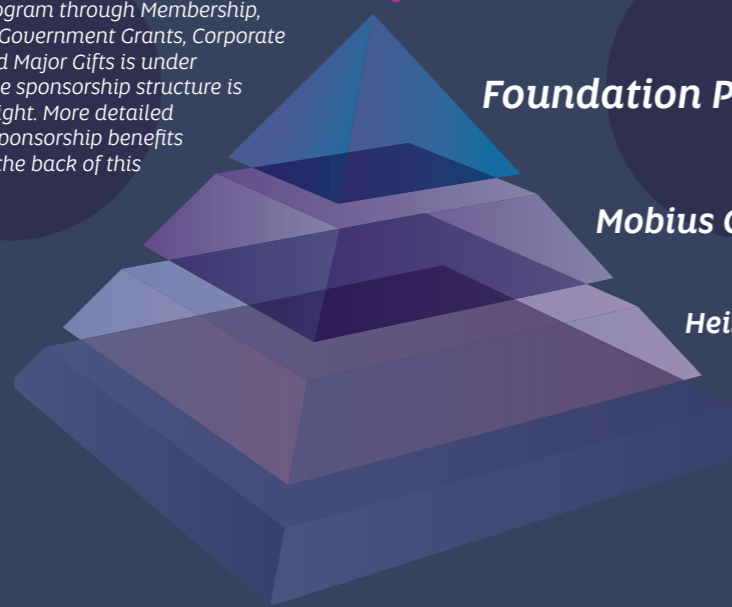 ogram through Membership,
Government Grants, Corporate
d Major Gifts is under
e sponsorship structure is
ight. More detailed
ponsorship benefits
the back of this
Foundation P
Mobius
Heis